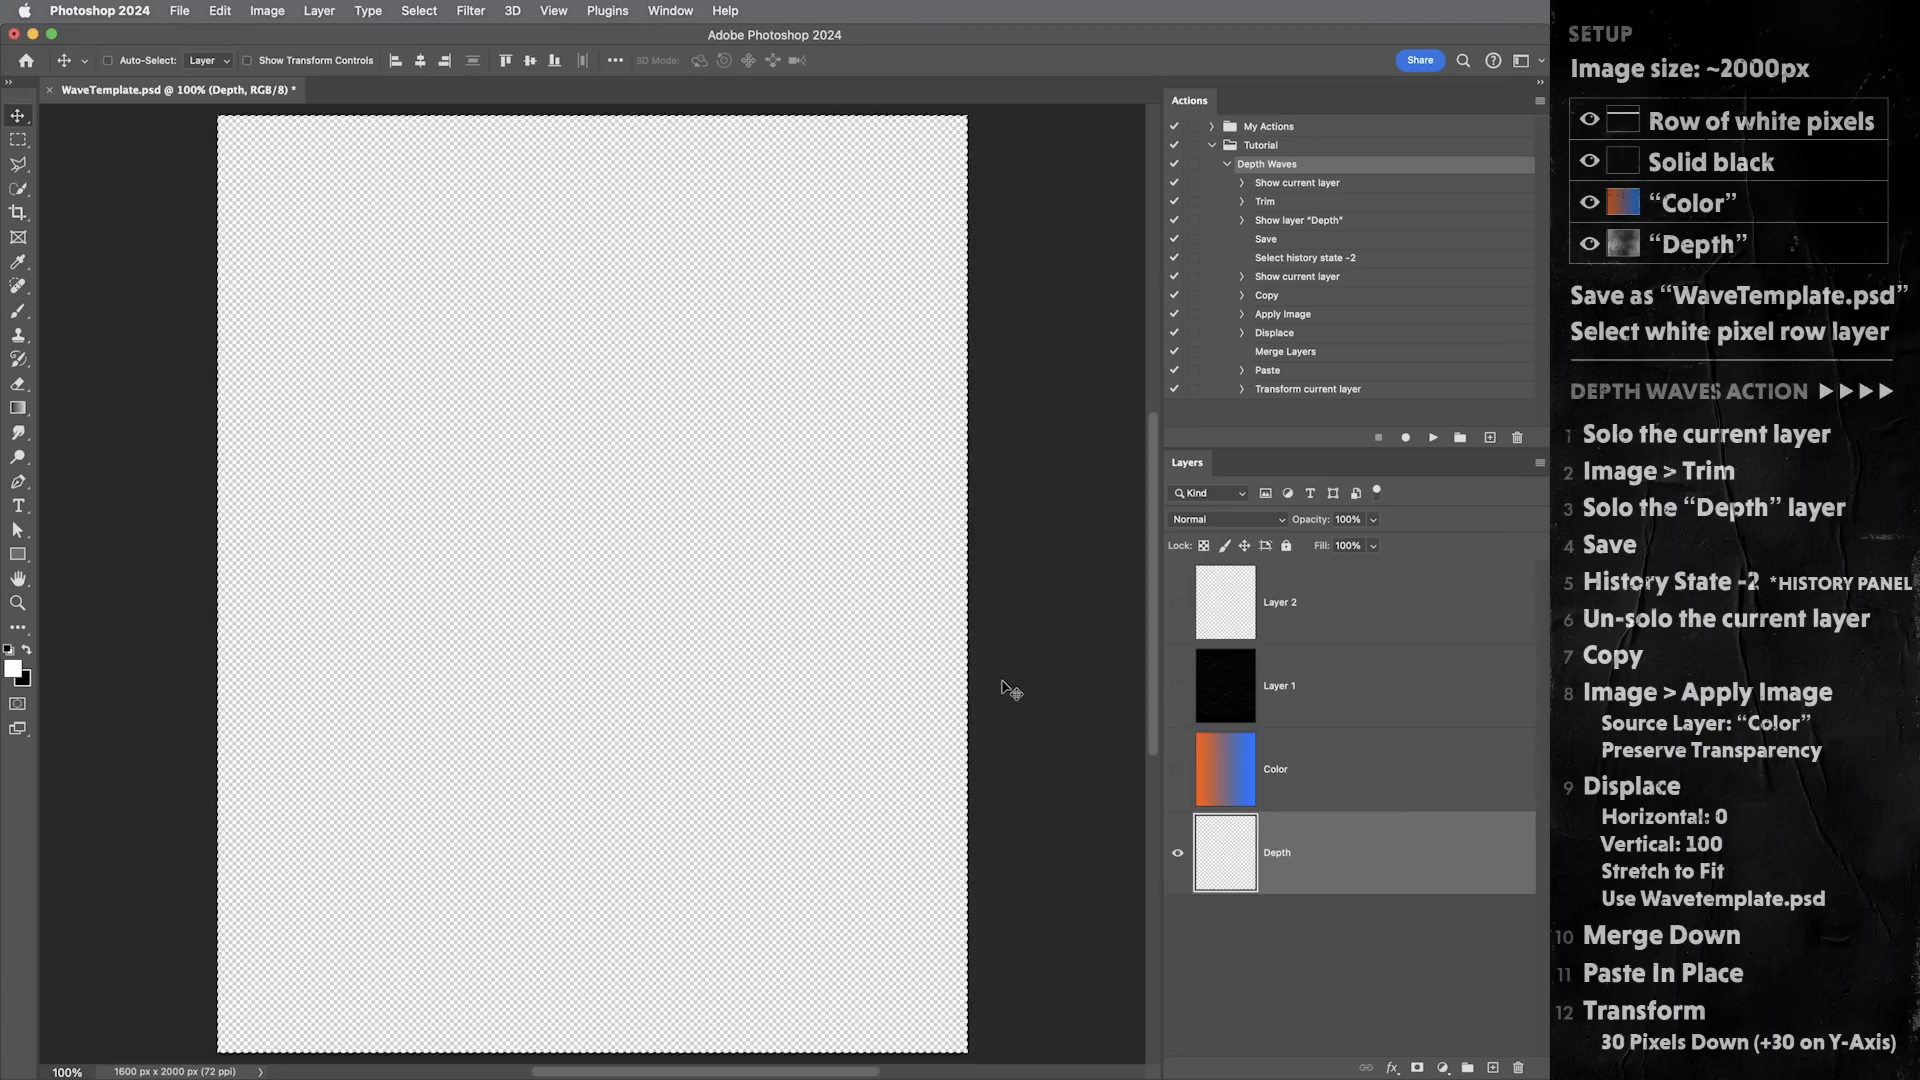 Photoshop 2024 File Edit Image Layer Type Select Filter 3D View Plugins Window Help
Adobe Photoshop 2024
Auto-Select: Layer Show Transform Controls ••• 3D Mode: Share
WaveTemplate.psd @ 100% (Depth, RGB/8) *
Actions
My Actions
Tutorial
Depth Waves
Show current layer
Trim
Show layer “Depth”
Save
Select history state -2
Show current layer
Copy
Apply Image
Displace
Merge Layers
Paste
Transform current layer
Layers
Kind
Normal Opacity: 100%
Lock: Fill: 100%
Layer 2
Layer 1
Color
Depth
100% 1600 px x 2000 px (72 ppi)
SETUP
Image size: ~2000px
Row of white pixels
Solid black
“Color”
“Depth”
Save as “WaveTemplate.psd”
Select white pixel row layer
DEPTH WAVES ACTION
1 Solo the current layer
2 Image > Trim
3 Solo the “Depth” layer
4 Save
5 History State -2 *HISTORY PANEL
6 Un-solo the current layer
7 Copy
8 Image > Apply Image
Source Layer: “Color”
Preserve Transparency
9 Displace
Horizontal: 0
Vertical: 100
Stretch to Fit
Use Wavetemplate.psd
10 Merge Down
11 Paste In Place
12 Transform
30 Pixels Down (+30 on Y-Axis)